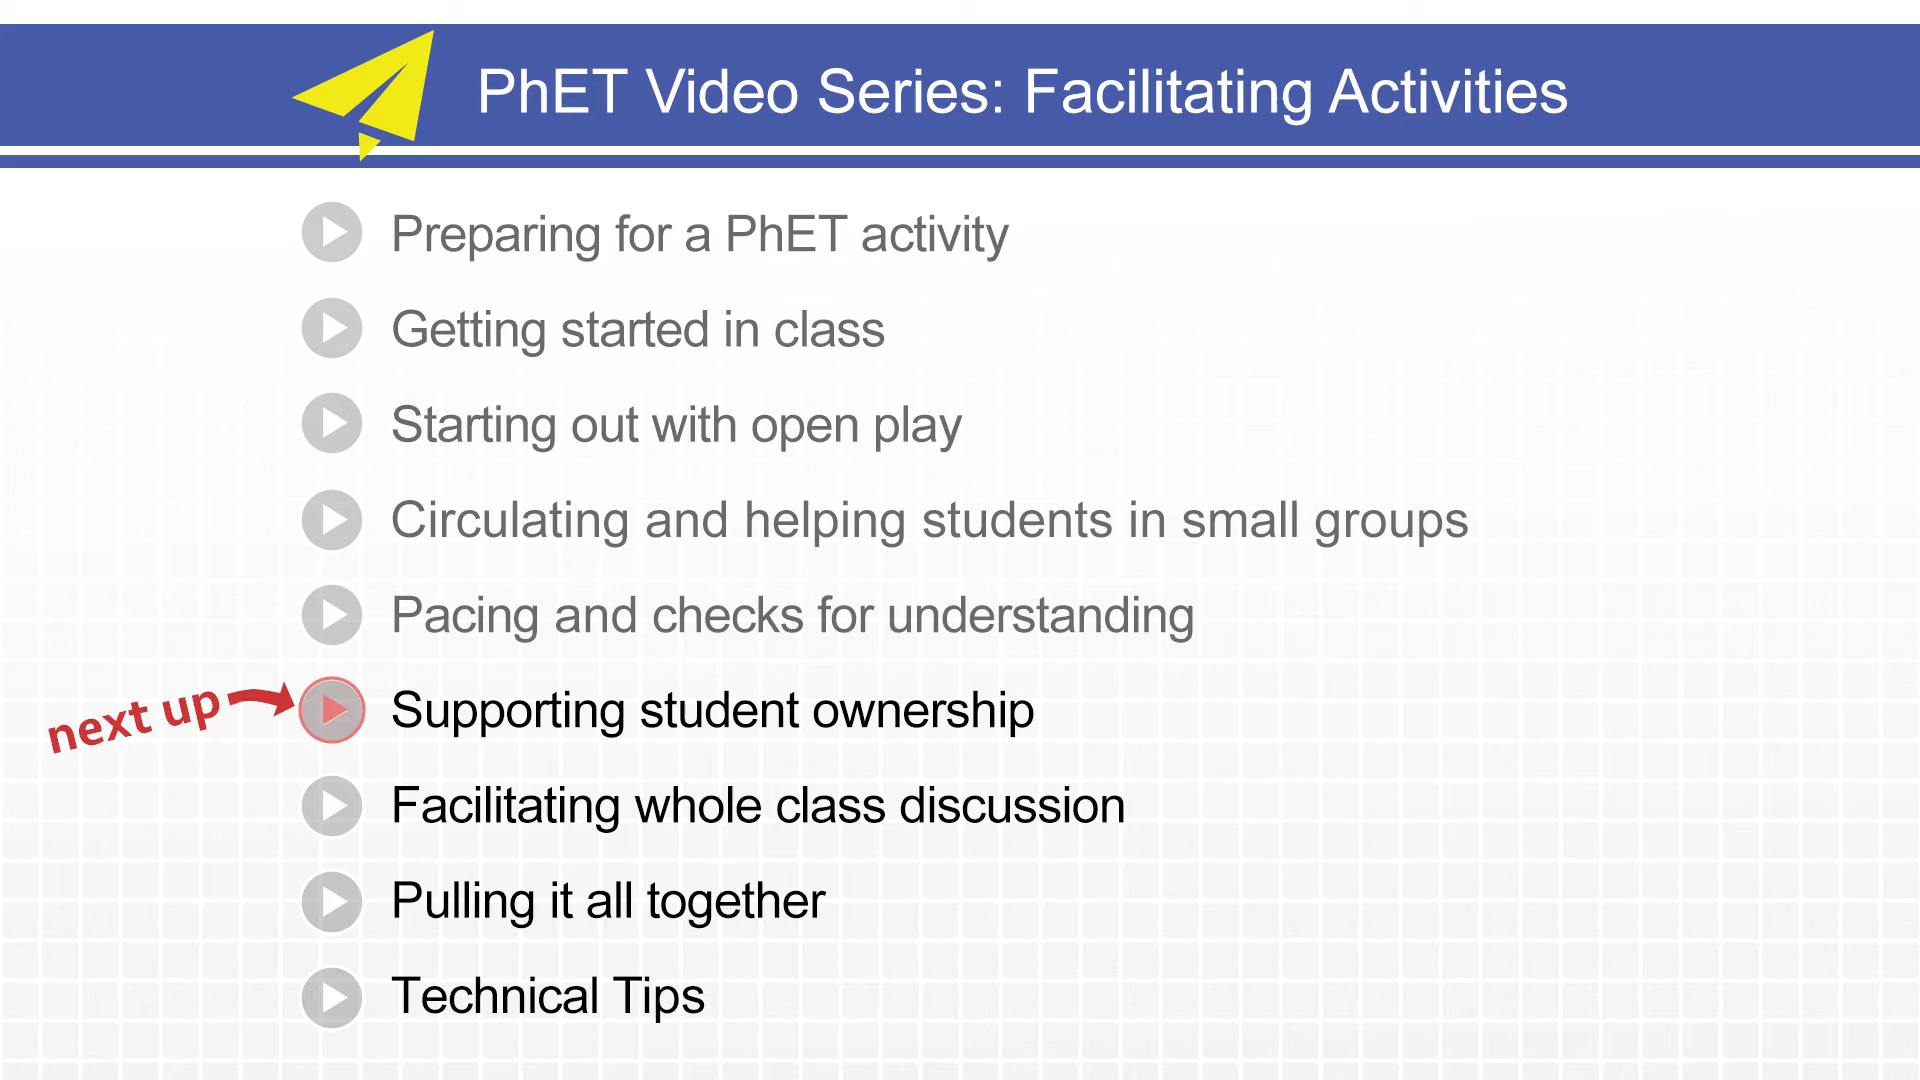 PhET Video Series: Facilitating Activities
Preparing for a PhET activity
Getting started in class
Starting out with open play
Circulating and helping students in small groups
Pacing and checks for understanding
next up
Supporting student ownership
Facilitating whole class discussion
Pulling it all together
Technical Tips